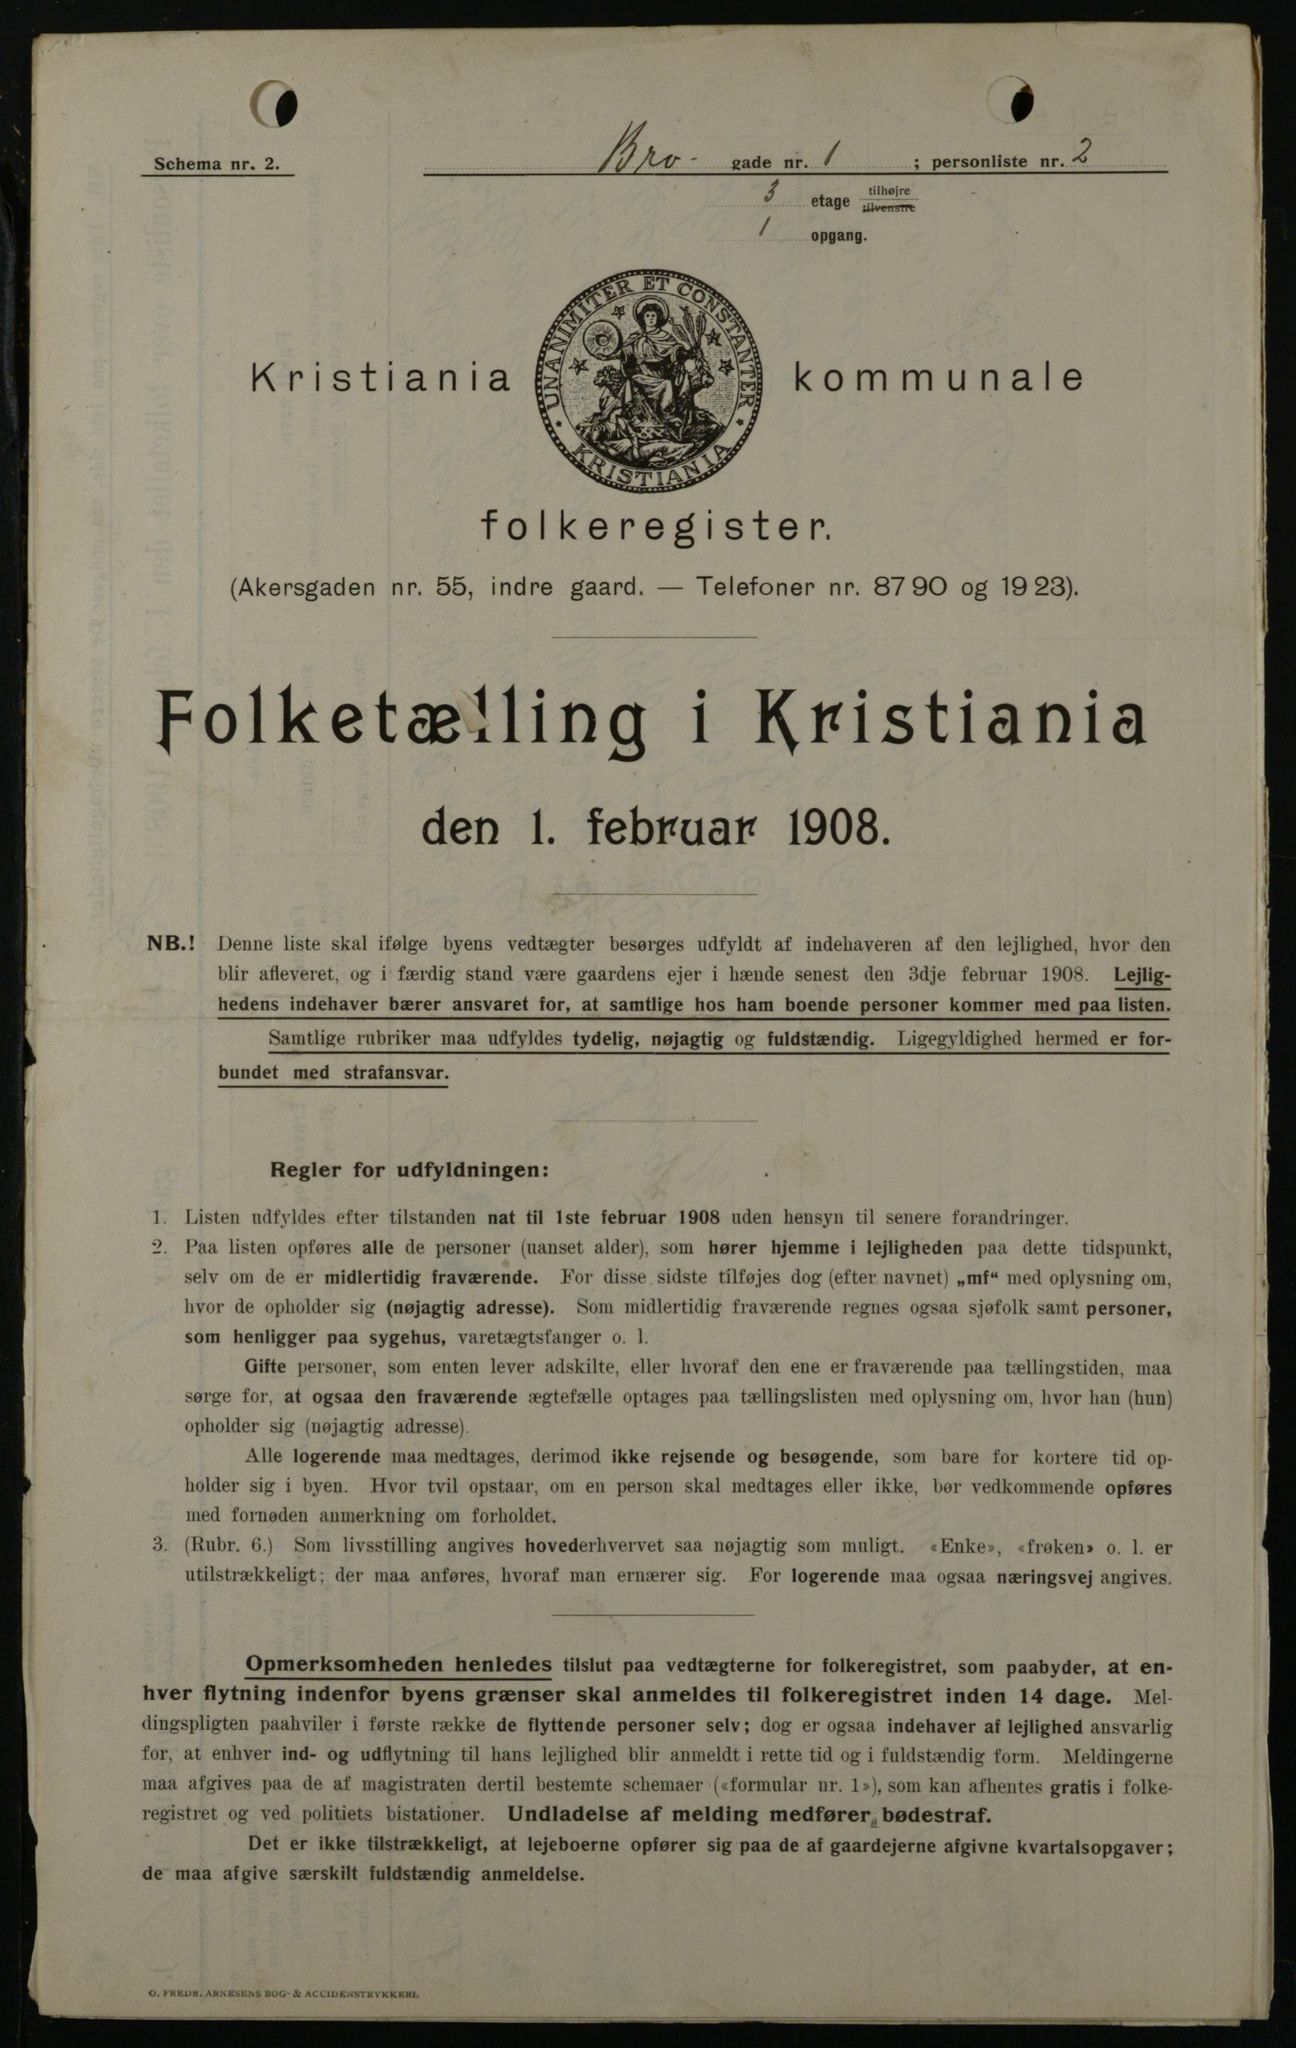 Schema nr. 2.
Bro- gade nr. 1 ; personliste nr. 2
3 etage tilhøjre
tilvenstre
1 opgang.
UNANIMITER ET CONSTANTER
KRISTIANIA
Kristiania kommunale
folkeregister.
(Akersgaden nr. 55, indre gaard. — Telefoner nr. 87 90 og 19 23).
Folketælling i Kristiania
den 1. februar 1908.
NB.! Denne liste skal ifølge byens vedtægter besørges udfyldt af indehaveren af den lejlighed, hvor den
blir afleveret, og i færdig stand være gaardens ejer i hænde senest den 3dje februar 1908. Lejlig-
hedens indehaver bærer ansvaret for, at samtlige hos ham boende personer kommer med paa listen.
Samtlige rubriker maa udfyldes tydelig, nøjagtig og fuldstændig. Ligegyldighed hermed er for-
bundet med strafansvar.
Regler for udfyldningen:
1. Listen udfyldes efter tilstanden nat til 1ste februar 1908 uden hensyn til senere forandringer.
2. Paa listen opføres alle de personer (uanset alder), som hører hjemme i lejligheden paa dette tidspunkt,
selv om de er midlertidig fraværende. For disse sidste tilføjes dog (efter navnet) „mf“ med oplysning om,
hvor de opholder sig (nøjagtig adresse). Som midlertidig fraværende regnes ogsaa sjøfolk samt personer,
som henligger paa sygehus, varetægtsfanger o. l.
Gifte personer, som enten lever adskilte, eller hvoraf den ene er fraværende paa tællingstiden, maa
sørge for, at ogsaa den fraværende ægtefælle optages paa tællingslisten med oplysning om, hvor han (hun)
opholder sig (nøjagtig adresse).
Alle logerende maa medtages, derimod ikke rejsende og besøgende, som bare for kortere tid op-
holder sig i byen. Hvor tvil opstaar, om en person skal medtages eller ikke, bør vedkommende opføres
med fornøden anmerkning om forholdet.
3. (Rubr. 6.) Som livsstilling angives hovederhvervet saa nøjagtig som muligt. «Enke», «frøken» o. l. er
utilstrækkeligt; der maa anføres, hvoraf man ernærer sig. For logerende maa ogsaa næringsvej angives.
Opmerksomheden henledes tilslut paa vedtægterne for folkeregistret, som paabyder, at en-
hver flytning indenfor byens grænser skal anmeldes til folkeregistret inden 14 dage. Mel-
dingspligten paahviler i første række de flyttende personer selv; dog er ogsaa indehaver af lejlighed ansvarlig
for, at enhver ind- og udflytning til hans lejlighed blir anmeldt i rette tid og i fuldstændig form. Meldingerne
maa afgives paa de af magistraten dertil bestemte schemaer («formular nr. 1»), som kan afhentes gratis i folke-
registret og ved politiets bistationer. Undladelse af melding medfører bødestraf.
Det er ikke tilstrækkeligt, at lejeboerne opfører sig paa de af gaardejerne afgivne kvartalsopgaver;
de maa afgive særskilt fuldstændig anmeldelse.
O. FREDR. ARNESENS BOG- & ACCIDENSTRYKKERI.